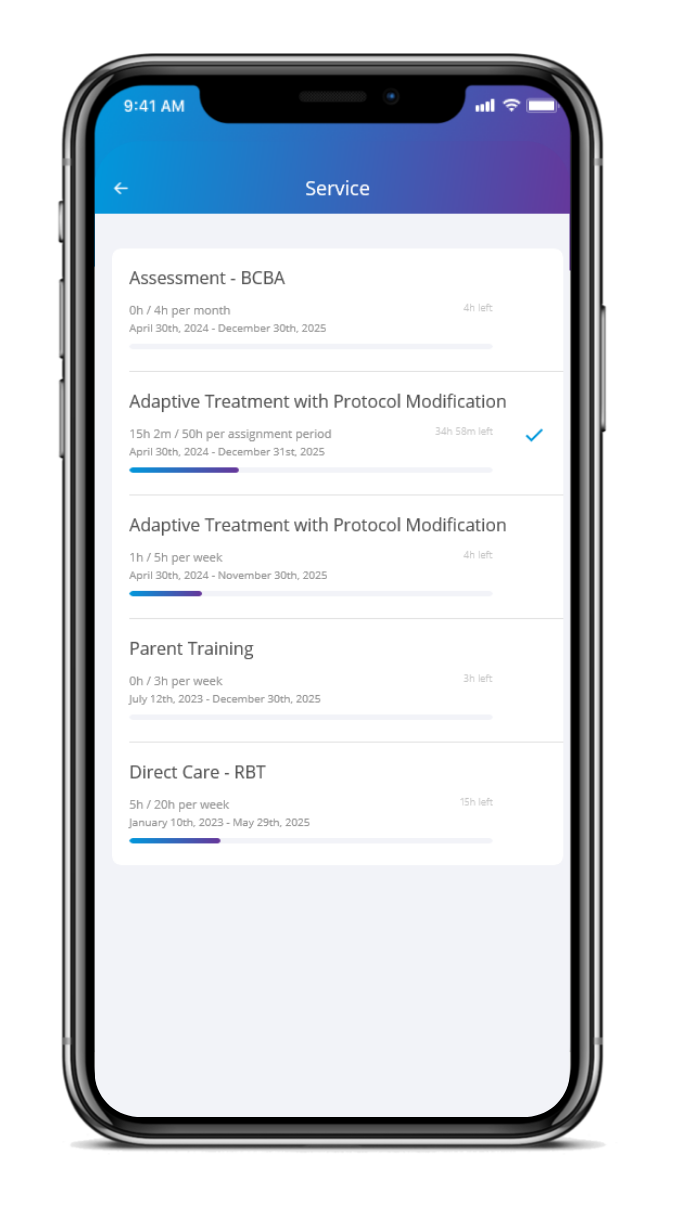 9:41 AM
Service
Assessment - BCBA
0h / 4h per month
4h left
April 30th, 2024 - December 30th, 2025
Adaptive Treatment with Protocol Modification
15h 2m / 50h per assignment period
34h 58m left
April 30th, 2024 - December 31st, 2025
Adaptive Treatment with Protocol Modification
1h / 5h per week
4h left
April 30th, 2024 - November 30th, 2025
Parent Training
0h / 3h per week
3h left
July 12th, 2023 - December 30th, 2025
Direct Care - RBT
5h / 20h per week
15h left
January 10th, 2023 - May 29th, 2025